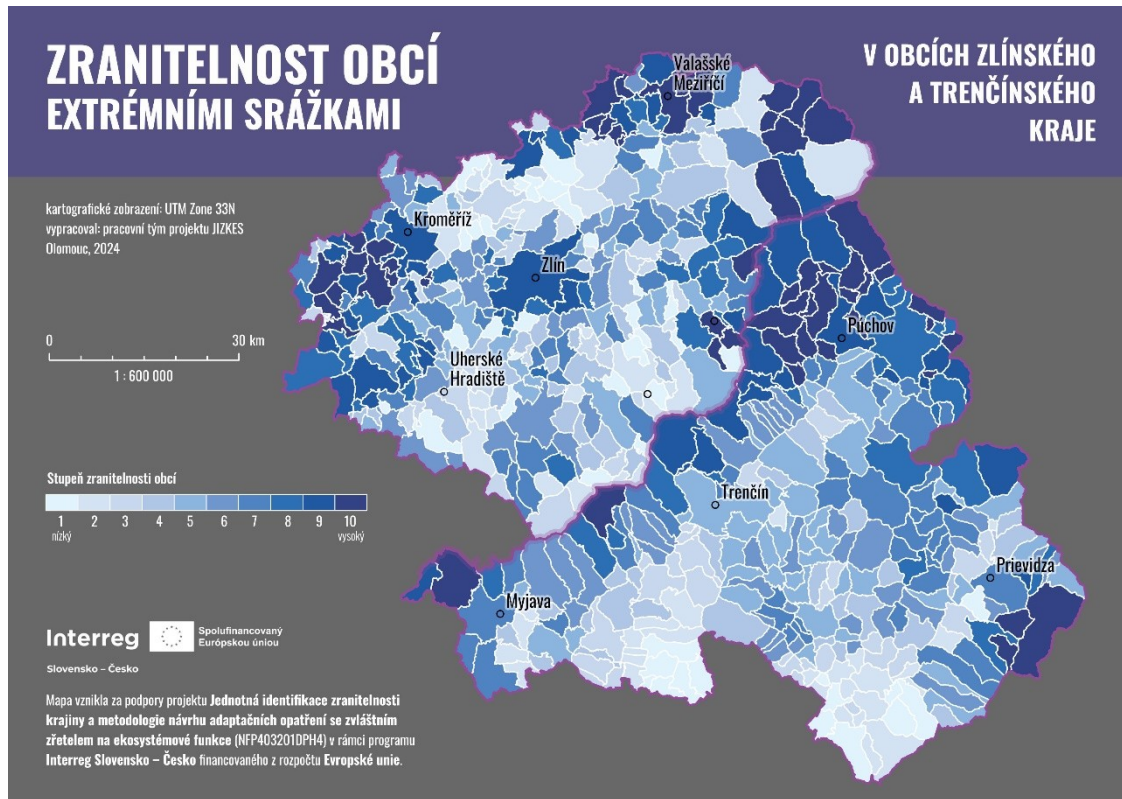 ZRANITELNOST OBCÍ
EXTRÉMNÍMI SRÁŽKAMI
V OBCÍCH ZLÍNSKÉHO
A TRENČÍNSKÉHO
KRAJE
kartografické zobrazení: UTM Zone 33N
vypracoval: pracovní tým projektu JIZKES
Olomouc, 2024
0 30 km
1 : 600 000
Valašské
Meziříčí
Kroměříž
Zlín
Púchov
Uherské
Hradiště
Trenčín
Prievidza
Myjava
Stupeň zranitelnosti obcí
1 2 3 4 5 6 7 8 9 10
nízký vysoký
Interreg
Spolufinancovaný
Európskou úniou
Slovensko – Česko
Mapa vznikla za podpory projektu Jednotná identifikace zranitelnosti
krajiny a metodologie návrhu adaptačních opatření se zvláštním
zřetelem na ekosystémové funkce (NFP403201DPH4) v rámci programu
Interreg Slovensko – Česko financovaného z rozpočtu Evropské unie.